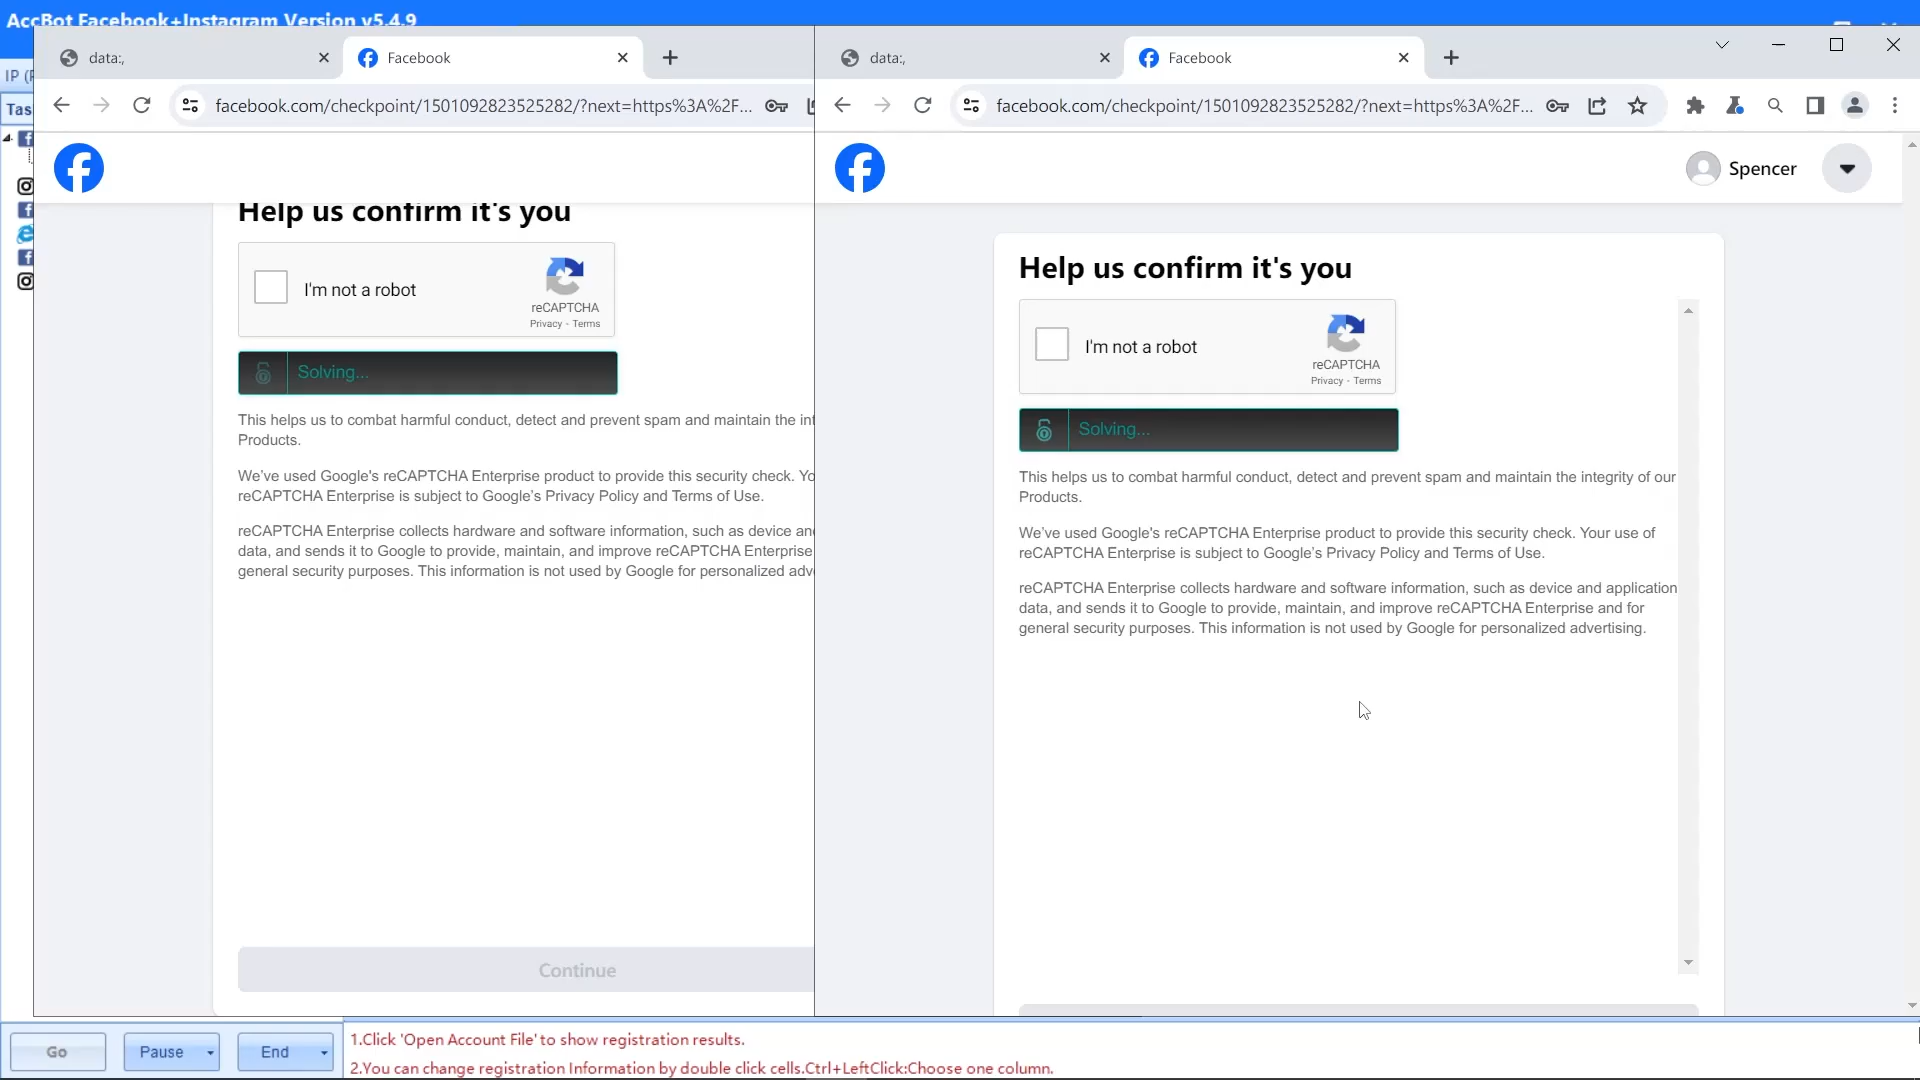 AccBot Facebook+Instagram Version v5.4.9
IP (
Tas
data:,
Facebook
facebook.com/checkpoint/1501092823525282/?next=https%3A%2F...
Help us confirm it's you
I'm not a robot
reCAPTCHA
Privacy - Terms
Solving...
This helps us to combat harmful conduct, detect and prevent spam and maintain the int
Products.
We've used Google's reCAPTCHA Enterprise product to provide this security check. Yo
reCAPTCHA Enterprise is subject to Google's Privacy Policy and Terms of Use.
reCAPTCHA Enterprise collects hardware and software information, such as device an
data, and sends it to Google to provide, maintain, and improve reCAPTCHA Enterprise
general security purposes. This information is not used by Google for personalized adv
Continue
data:,
Facebook
facebook.com/checkpoint/1501092823525282/?next=https%3A%2F...
Spencer
Help us confirm it's you
I'm not a robot
reCAPTCHA
Privacy - Terms
Solving...
This helps us to combat harmful conduct, detect and prevent spam and maintain the integrity of our
Products.
We've used Google's reCAPTCHA Enterprise product to provide this security check. Your use of
reCAPTCHA Enterprise is subject to Google's Privacy Policy and Terms of Use.
reCAPTCHA Enterprise collects hardware and software information, such as device and application
data, and sends it to Google to provide, maintain, and improve reCAPTCHA Enterprise and for
general security purposes. This information is not used by Google for personalized advertising.
Go
Pause
End
1.Click 'Open Account File' to show registration results.
2.You can change registration Information by double click cells.Ctrl+LeftClick:Choose one column.